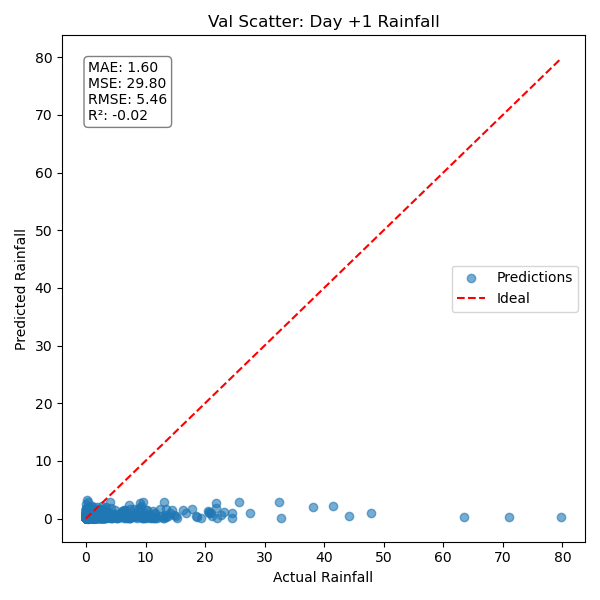 Val Scatter: Day +1 Rainfall
MAE: 1.60
MSE: 29.80
RMSE: 5.46
R²: -0.02
80
70
60
50
40
30
20
10
0
Predicted Rainfall
Predictions
Ideal
0 10 20 30 40 50 60 70 80
Actual Rainfall